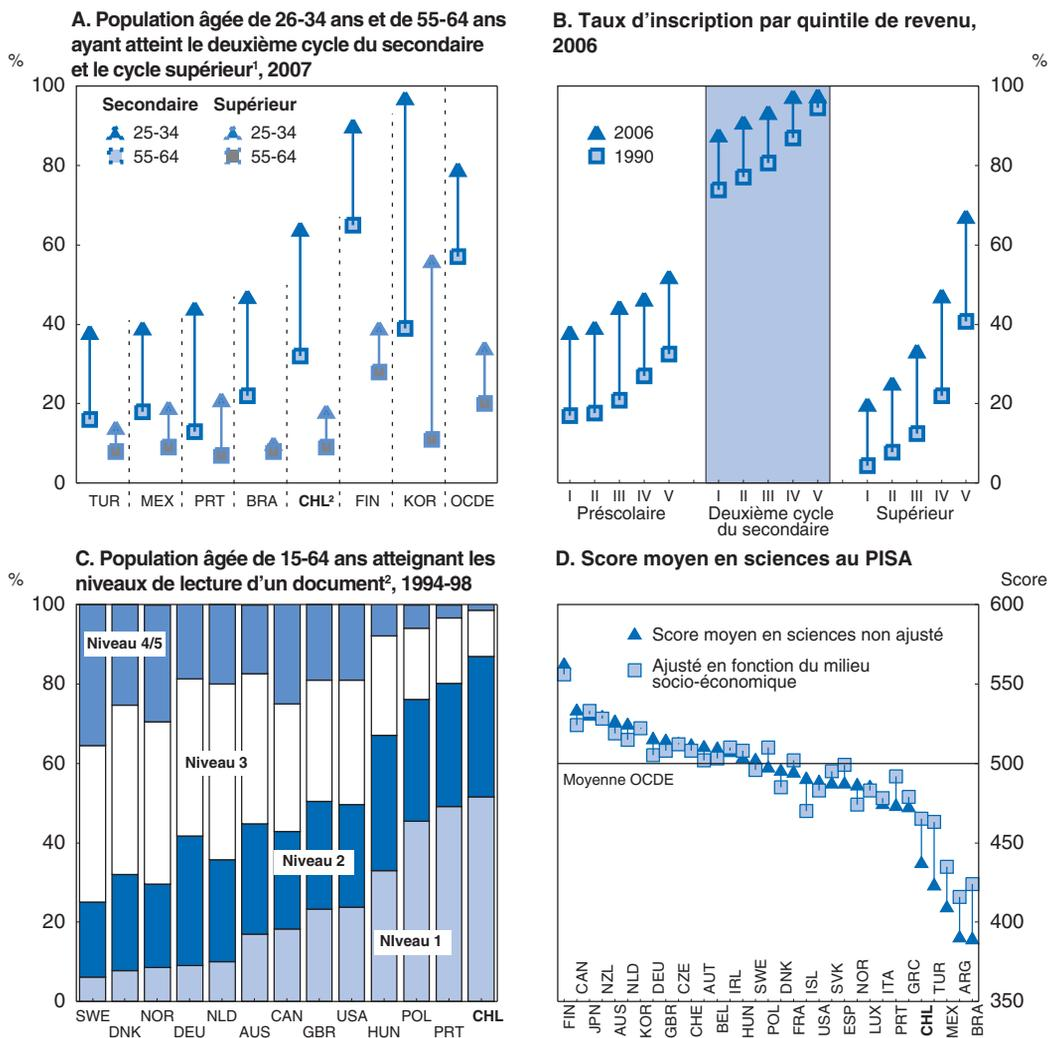 A. Population âgée de 26-34 ans et de 55-64 ans
ayant atteint le deuxième cycle du secondaire
et le cycle supérieur¹, 2007
%
100
80
60
40
20
0
Secondaire Supérieur
25-34 25-34
55-64 55-64
TUR MEX PRT BRA CHL² FIN KOR OCDE
B. Taux d’inscription par quintile de revenu,
2006
%
100
80
60
40
20
0
2006
1990
I II III IV V I II III IV V I II III IV V
Préscolaire Deuxième cycle Supérieur
du secondaire
C. Population âgée de 15-64 ans atteignant les
niveaux de lecture d’un document², 1994-98
%
100
80
60
40
20
0
Niveau 4/5
Niveau 3
Niveau 2
NIveau 1
SWE NOR NLD CAN USA POL CHL
DNK DEU AUS GBR HUN PRT
D. Score moyen en sciences au PISA
Score
600
550
500
450
400
350
Score moyen en sciences non ajusté
Ajusté en fonction du milieu
socio-économique
Moyenne OCDE
CAN NZL NLD DEU CZE AUT IRL SWE DNK ISL SVK NOR ITA GRC TUR ARG
FIN JPN AUS KOR GBR CHE BEL HUN POL FRA USA ESP LUX PRT CHL MEX BRA